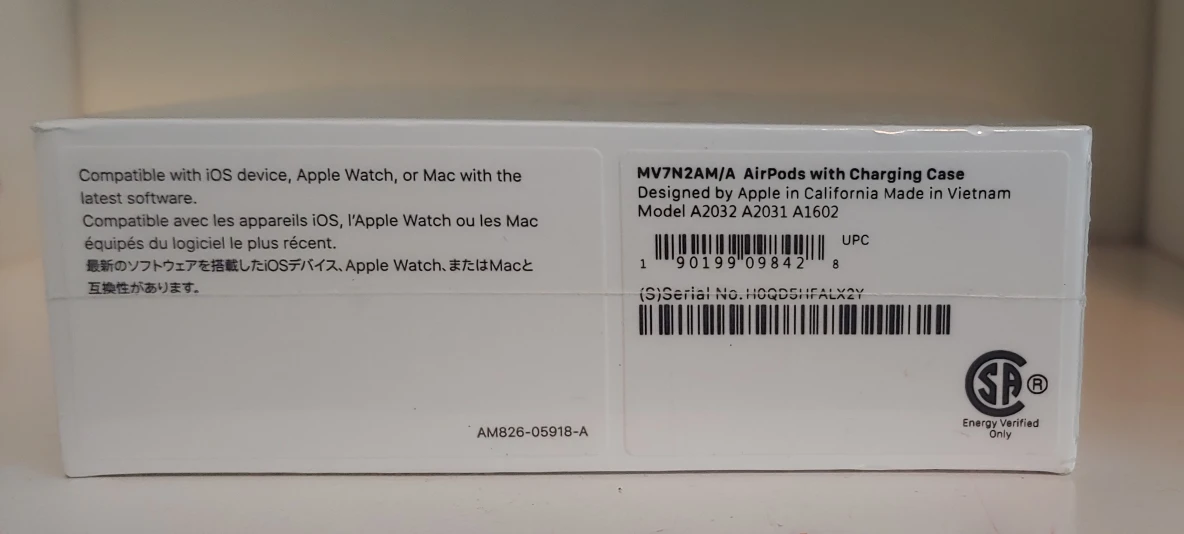 Compatible with iOS device, Apple Watch, or Mac with the
latest software.
Compatible avec les appareils iOS, l'Apple Watch ou les Mac
équipés du logiciel le plus récent.
最新のソフトウェアを搭載したiOSデバイス、Apple Watch、またはMacと
互換性があります。
AM826-05918-A
MV7N2AM/A AirPods with Charging Case
Designed by Apple in California Made in Vietnam
Model A2032 A2031 A1602
UPC
1 90199 09842 8
(S)Serial No. H0QD5HFALX2Y
CSA ®
Energy Verified
Only